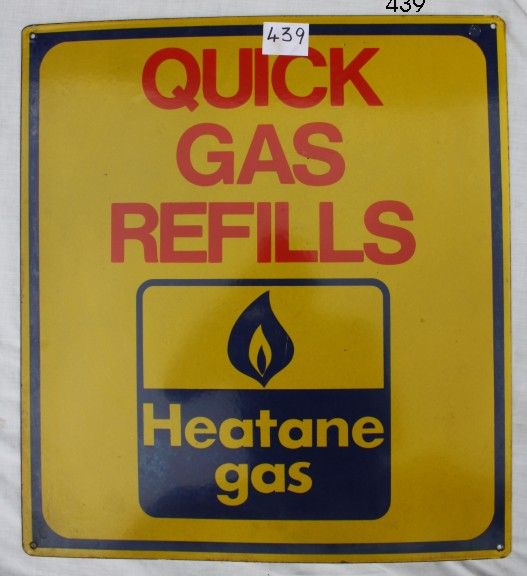 439
439
QUICK
GAS
REFILLS
Heatane
gas